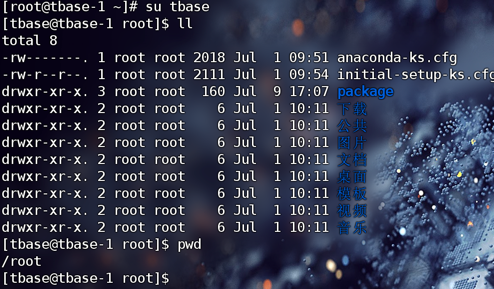 [root@tbase-1 ~]# su tbase
[tbase@tbase-1 root]$ ll
total 8
-rw-------. 1 root root 2018 Jul  1 09:51 anaconda-ks.cfg
-rw-r--r--. 1 root root 2111 Jul  1 09:54 initial-setup-ks.cfg
drwxr-xr-x. 3 root root  160 Jul  9 17:07 package
drwxr-xr-x. 2 root root    6 Jul  1 10:11 下载
drwxr-xr-x. 2 root root    6 Jul  1 10:11 公共
drwxr-xr-x. 2 root root    6 Jul  1 10:11 图片
drwxr-xr-x. 2 root root    6 Jul  1 10:11 文档
drwxr-xr-x. 2 root root    6 Jul  1 10:11 桌面
drwxr-xr-x. 2 root root    6 Jul  1 10:11 模板
drwxr-xr-x. 2 root root    6 Jul  1 10:11 视频
drwxr-xr-x. 2 root root    6 Jul  1 10:11 音乐
[tbase@tbase-1 root]$ pwd
/root
[tbase@tbase-1 root]$